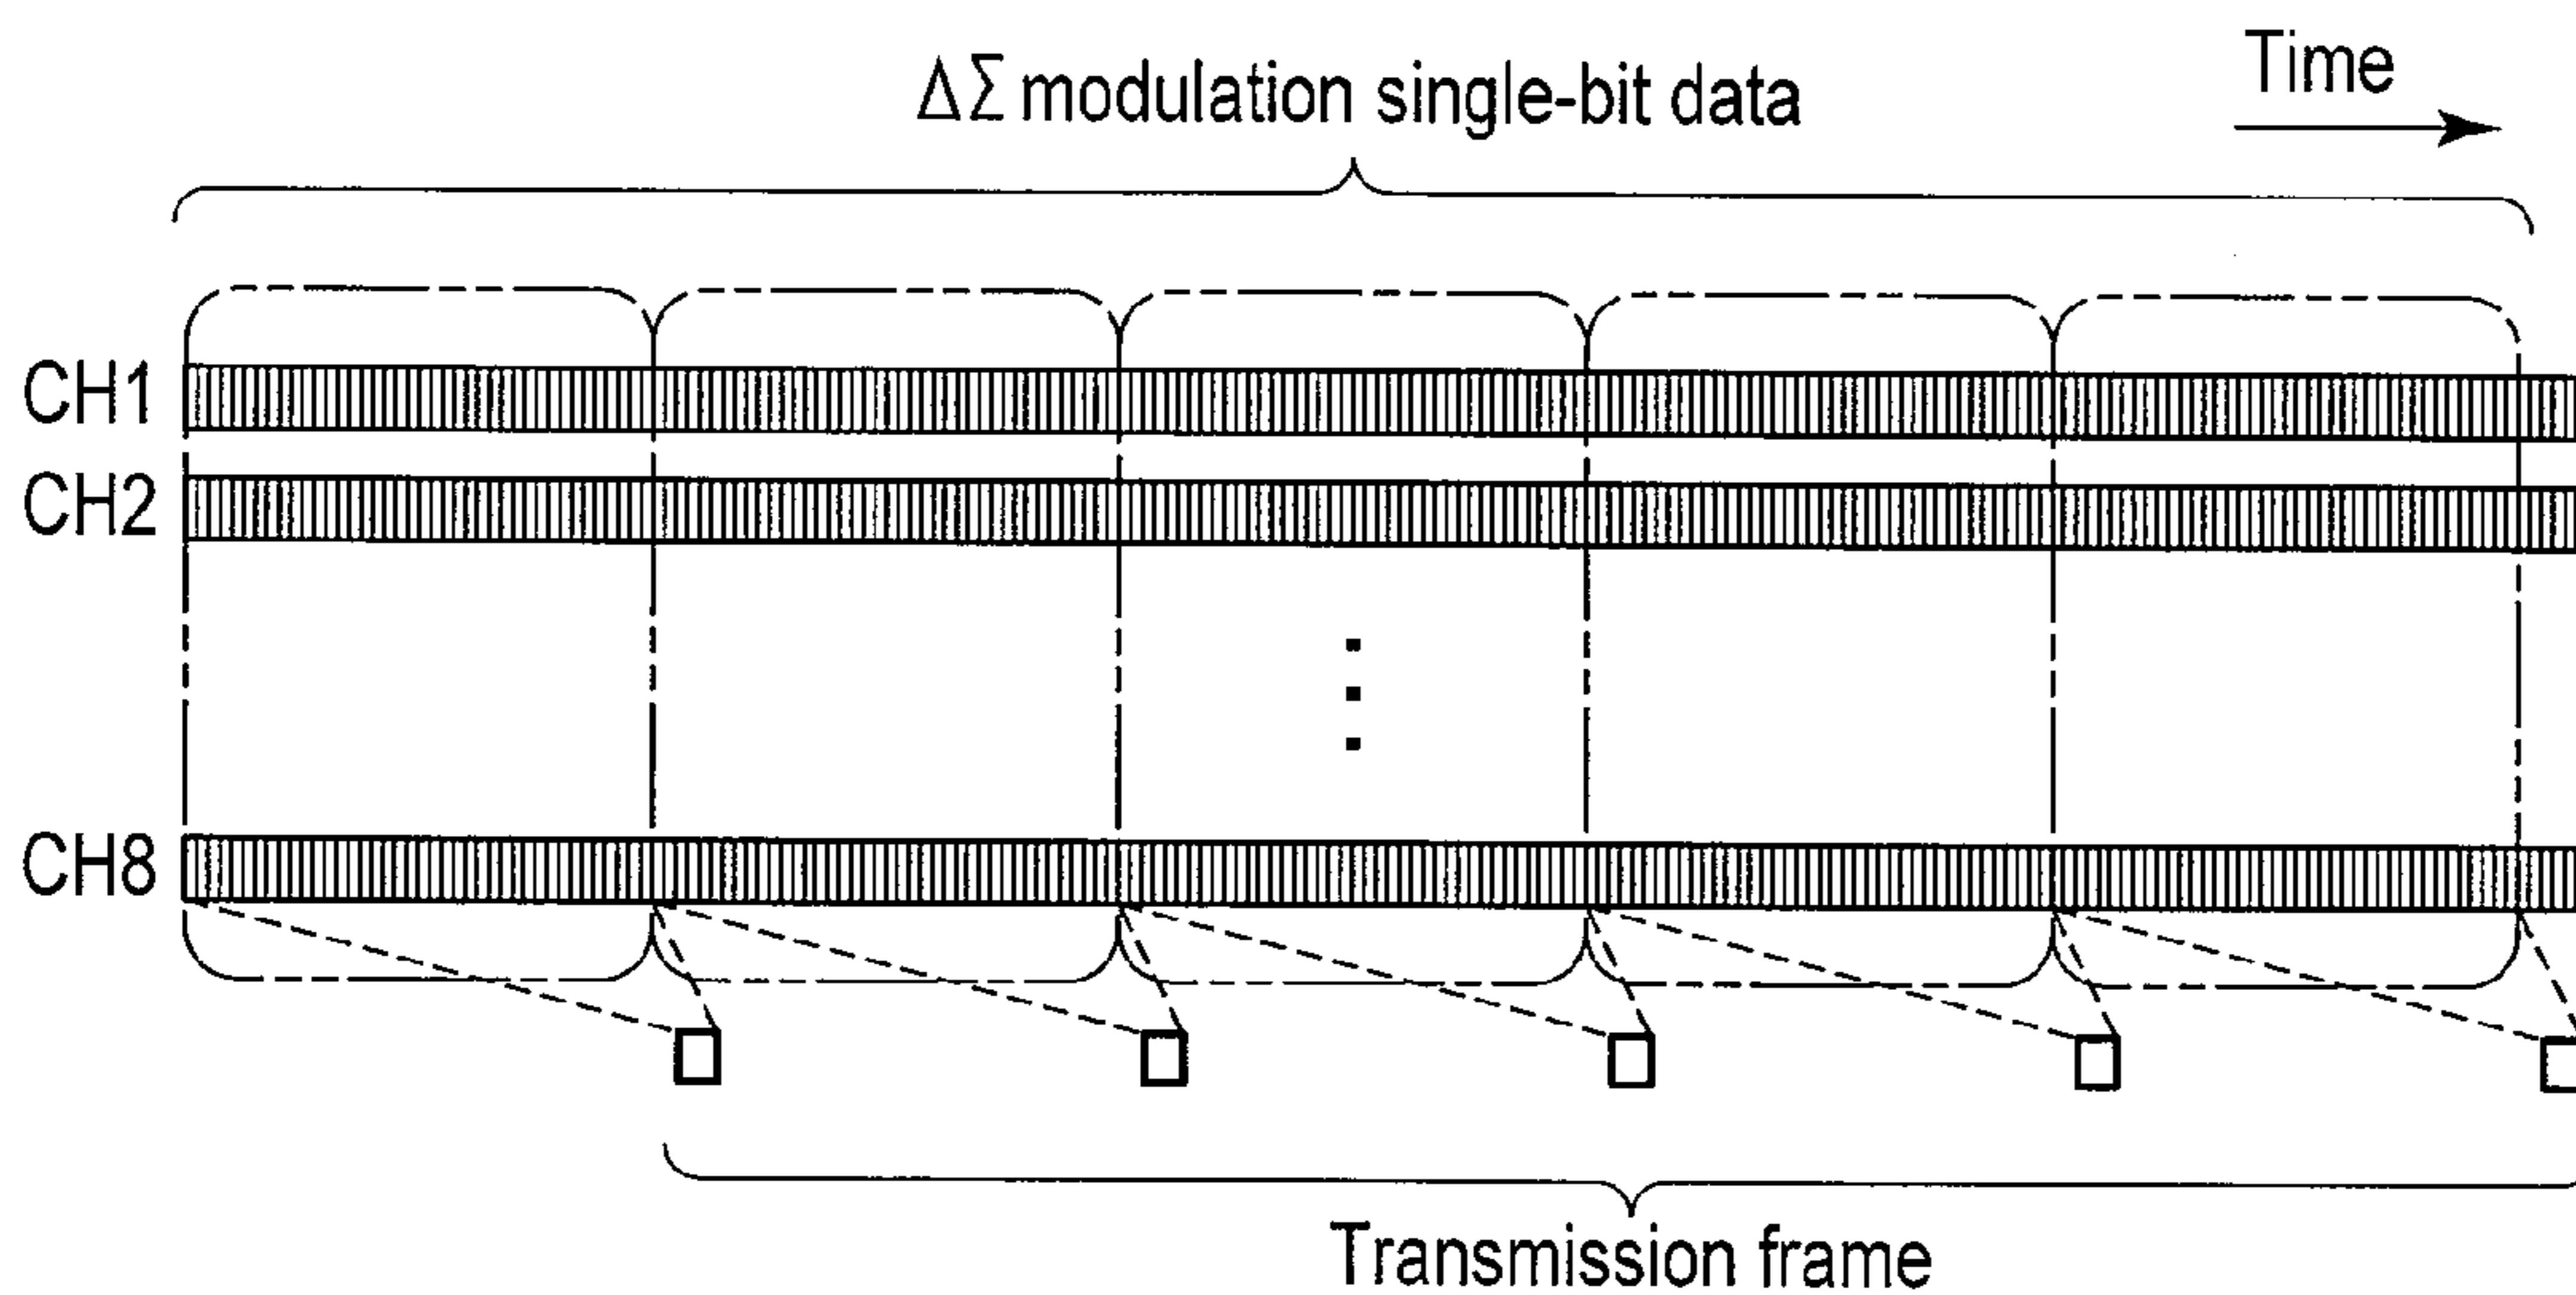 Time
ΔΣ modulation single-bit data
CH1
CH2
CH8
Transmission frame